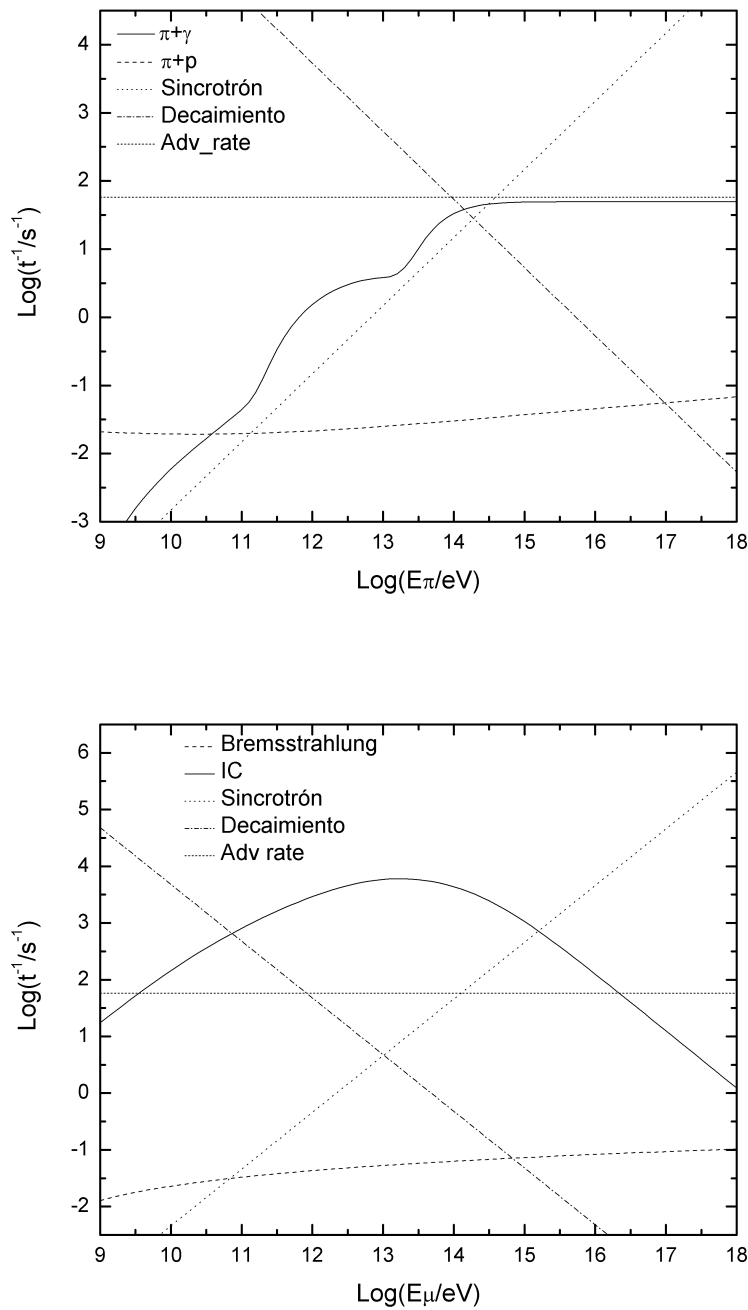 π+γ
π+p
Sincrotrón
Decaimiento
Adv_rate
4
3
2
1
0
-1
-2
-3
Log(t⁻¹/s⁻¹)
9 10 11 12 13 14 15 16 17 18
Log(Eπ/eV)
Bremsstrahlung
IC
Sincrotrón
Decaimiento
Adv rate
6
5
4
3
2
1
0
-1
-2
Log(t⁻¹/s⁻¹)
9 10 11 12 13 14 15 16 17 18
Log(Eμ/eV)